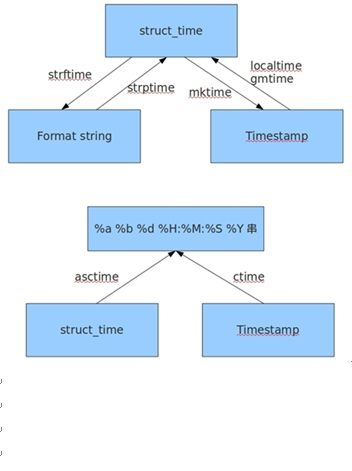 struct_time
strftime
strptime
mktime
localtime
gmtime
Format string
Timestamp
%a %b %d %H:%M:%S %Y 串
asctime
ctime
struct_time
Timestamp